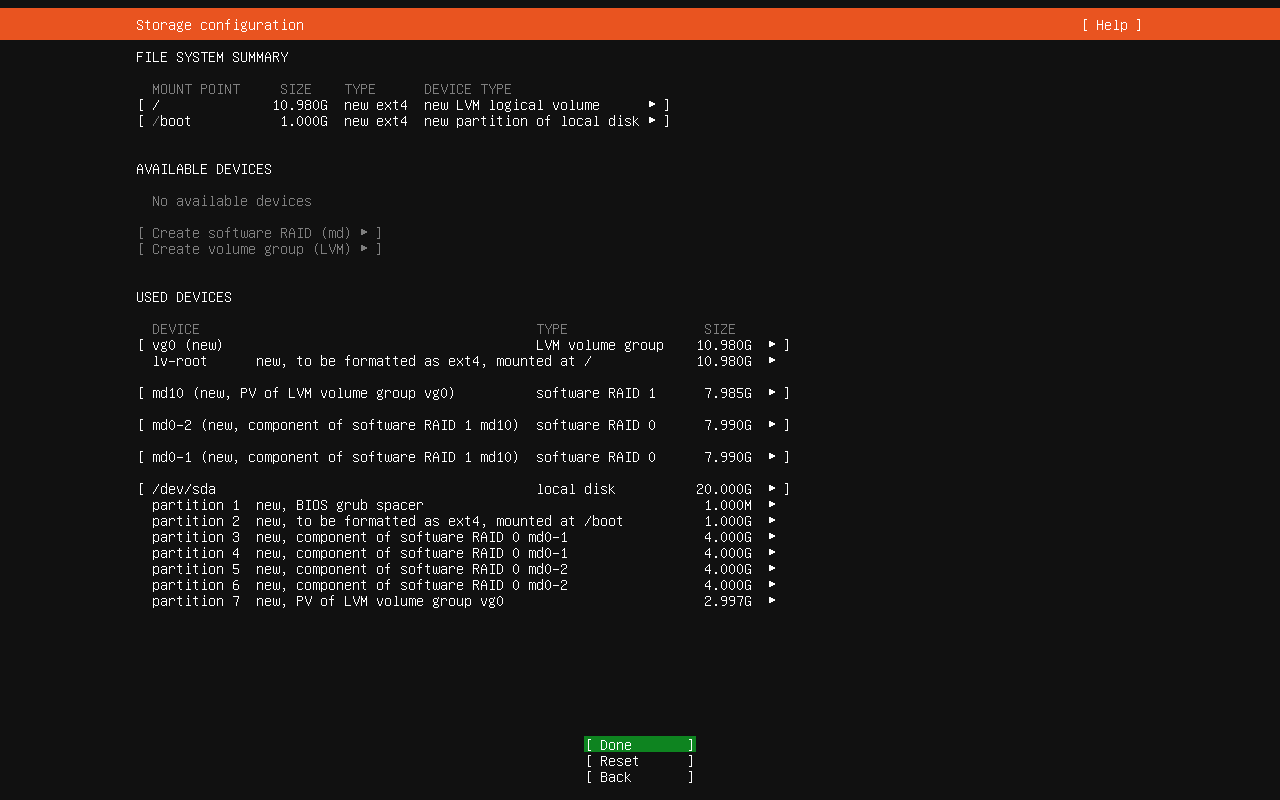 Storage configuration [ Help ]
FILE SYSTEM SUMMARY
MOUNT POINT SIZE TYPE DEVICE TYPE
[ / 10.980G new ext4 new LVM logical volume ▸ ]
[ /boot 1.000G new ext4 new partition of local disk ▸ ]
AVAILABLE DEVICES
No available devices
[ Create software RAID (md) ▸ ]
[ Create volume group (LVM) ▸ ]
USED DEVICES
DEVICE TYPE SIZE
[ vg0 (new) LVM volume group 10.980G ▸ ]
lv-root new, to be formatted as ext4, mounted at / 10.980G ▸
[ md10 (new, PV of LVM volume group vg0) software RAID 1 7.985G ▸ ]
[ md0-2 (new, component of software RAID 1 md10) software RAID 0 7.990G ▸ ]
[ md0-1 (new, component of software RAID 1 md10) software RAID 0 7.990G ▸ ]
[ /dev/sda local disk 20.000G ▸ ]
partition 1 new, BIOS grub spacer 1.000M ▸
partition 2 new, to be formatted as ext4, mounted at /boot 1.000G ▸
partition 3 new, component of software RAID 0 md0-1 4.000G ▸
partition 4 new, component of software RAID 0 md0-1 4.000G ▸
partition 5 new, component of software RAID 0 md0-2 4.000G ▸
partition 6 new, component of software RAID 0 md0-2 4.000G ▸
partition 7 new, PV of LVM volume group vg0 2.997G ▸
[ Done ]
[ Reset ]
[ Back ]